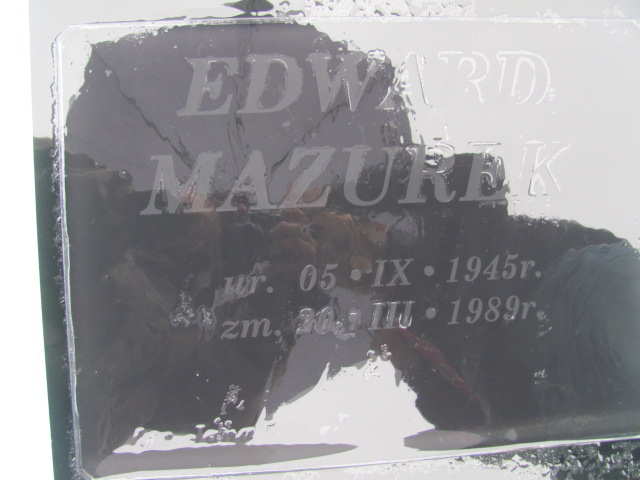 EDWARD
MAZUREK
ur. 05 • IX • 1945r.
zm. 20 • III • 1989r.